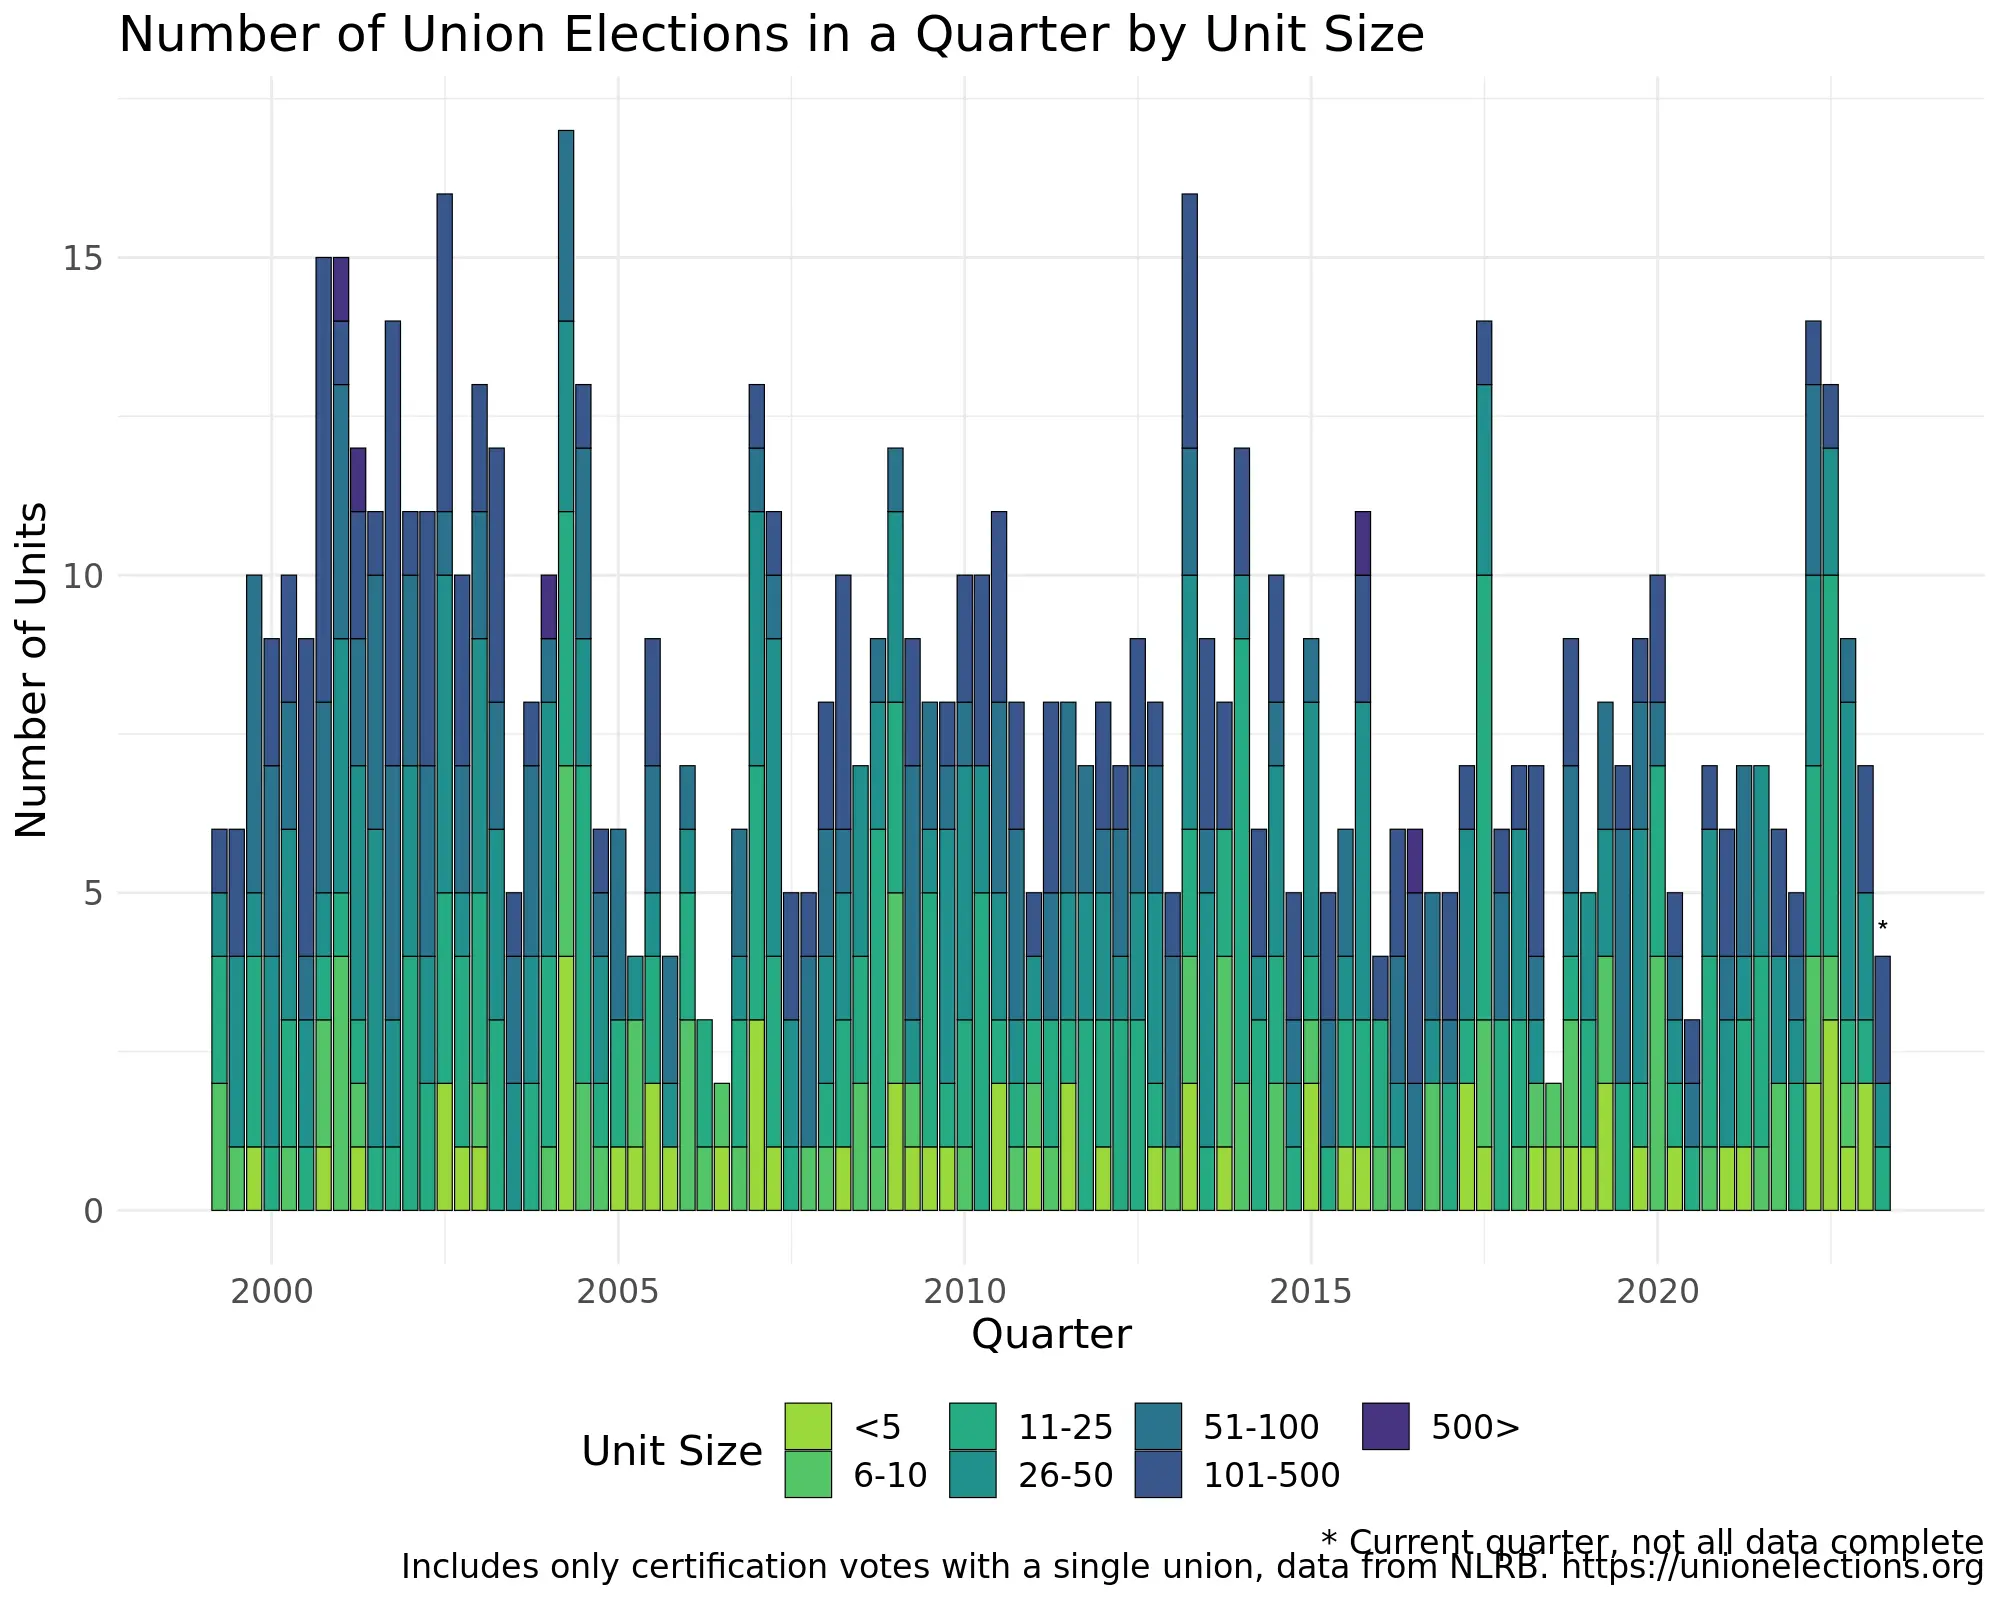 Number of Union Elections in a Quarter by Unit Size
Number of Units
15
10
5
0
*
2000 2005 2010 2015 2020
Quarter
Unit Size
<5 11-25 51-100 500>
6-10 26-50 101-500
* Current quarter, not all data complete
Includes only certification votes with a single union, data from NLRB. https://unionelections.org